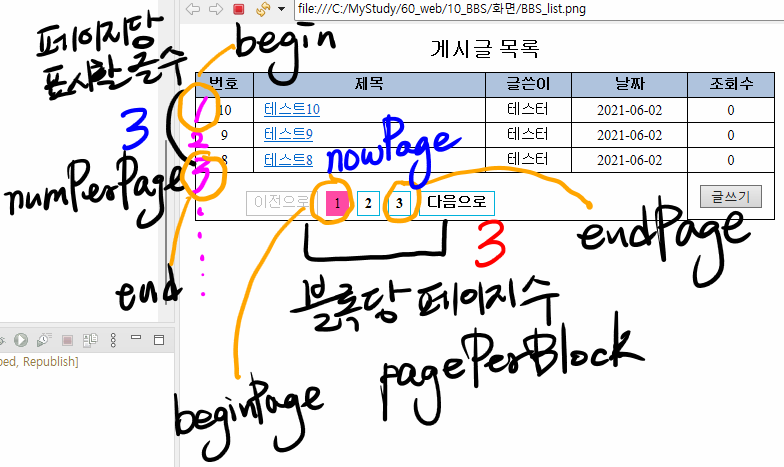 file:///C:/MyStudy/60_web/10_BBS/화면/BBS_list.png
페이지당
표시할 글수
begin
게시글 목록
번호 제목 글쓴이 날짜 조회수
1 10 테스트10 테스터 2021-06-02 0
3 2 9 테스트9 테스터 2021-06-02 0
3 8 테스트8 테스터 2021-06-02 0
numPerPage
nowPage
이전으로 1 2 3 다음으로 글쓰기
end
3
endPage
블록당 페이지수
pagePerBlock
beginPage
ped, Republish]